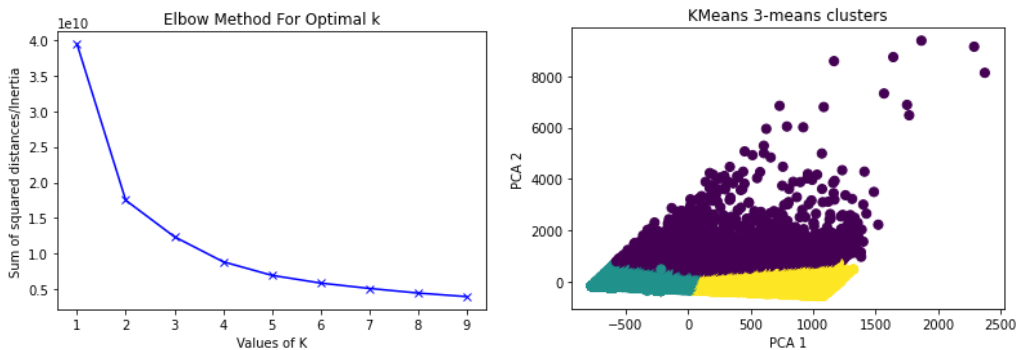 Elbow Method For Optimal k
1e10
4.0
3.5
3.0
2.5
2.0
1.5
1.0
0.5
Sum of squared distances/Inertia
1 2 3 4 5 6 7 8 9
Values of K
KMeans 3-means clusters
8000
6000
4000
2000
0
PCA 2
−500 0 500 1000 1500 2000 2500
PCA 1